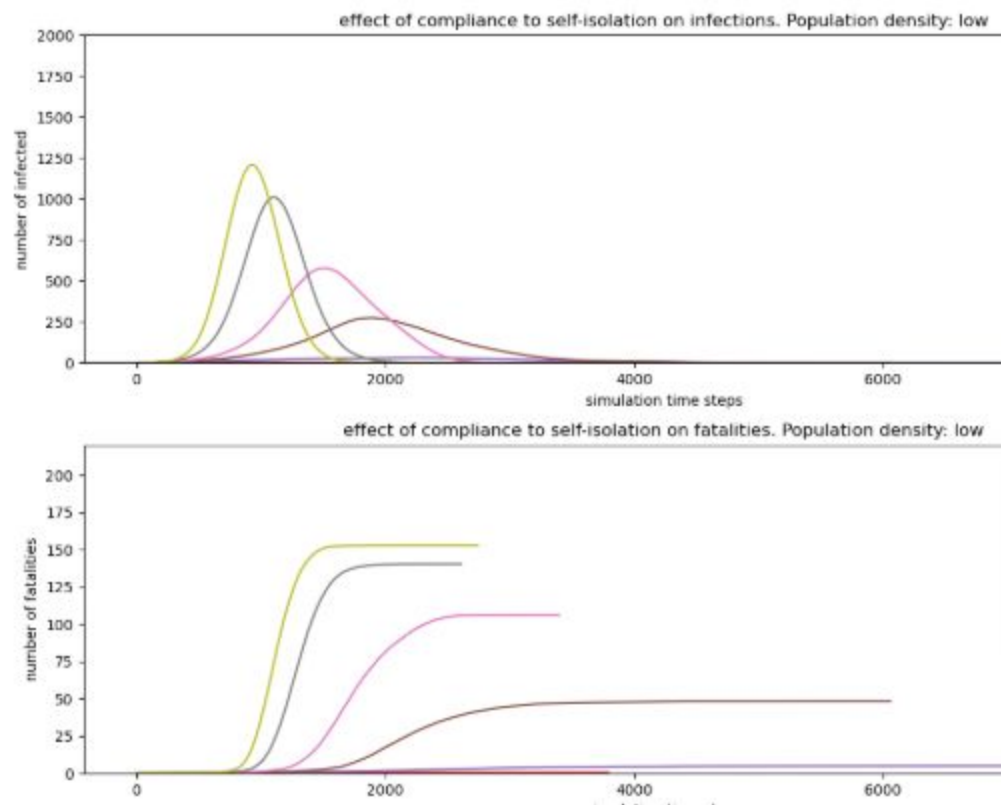 effect of compliance to self-isolation on infections. Population density: low
2000
1750
1500
1250
1000
750
500
250
0
number of infected
0 2000 4000 6000
simulation time steps
effect of compliance to self-isolation on fatalities. Population density: low
200
175
150
125
100
75
50
25
0
number of fatalities
0 2000 4000 6000